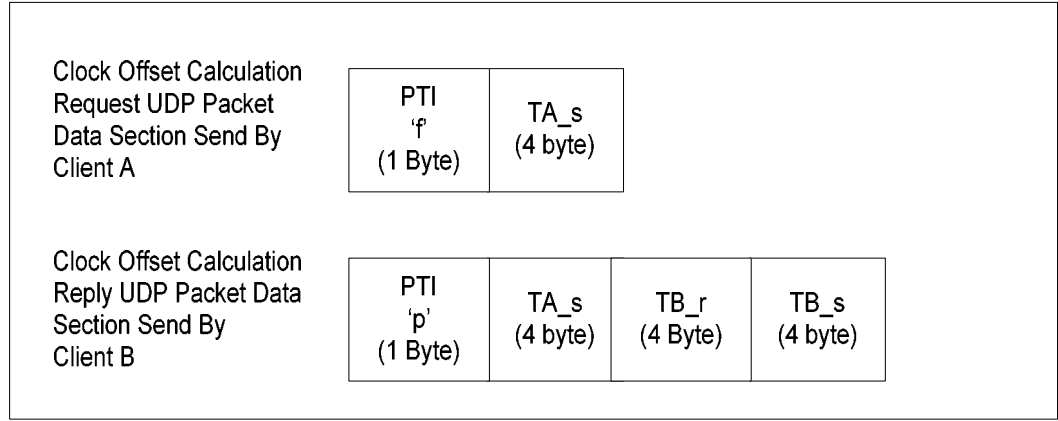 Clock Offset Calculation
Request UDP Packet
Data Section Send By
Client A
PTI
'f'
(1 Byte)
TA_s
(4 byte)
Clock Offset Calculation
Reply UDP Packet Data
Section Send By
Client B
PTI
'p'
(1 Byte)
TA_s
(4 byte)
TB_r
(4 Byte)
TB_s
(4 byte)